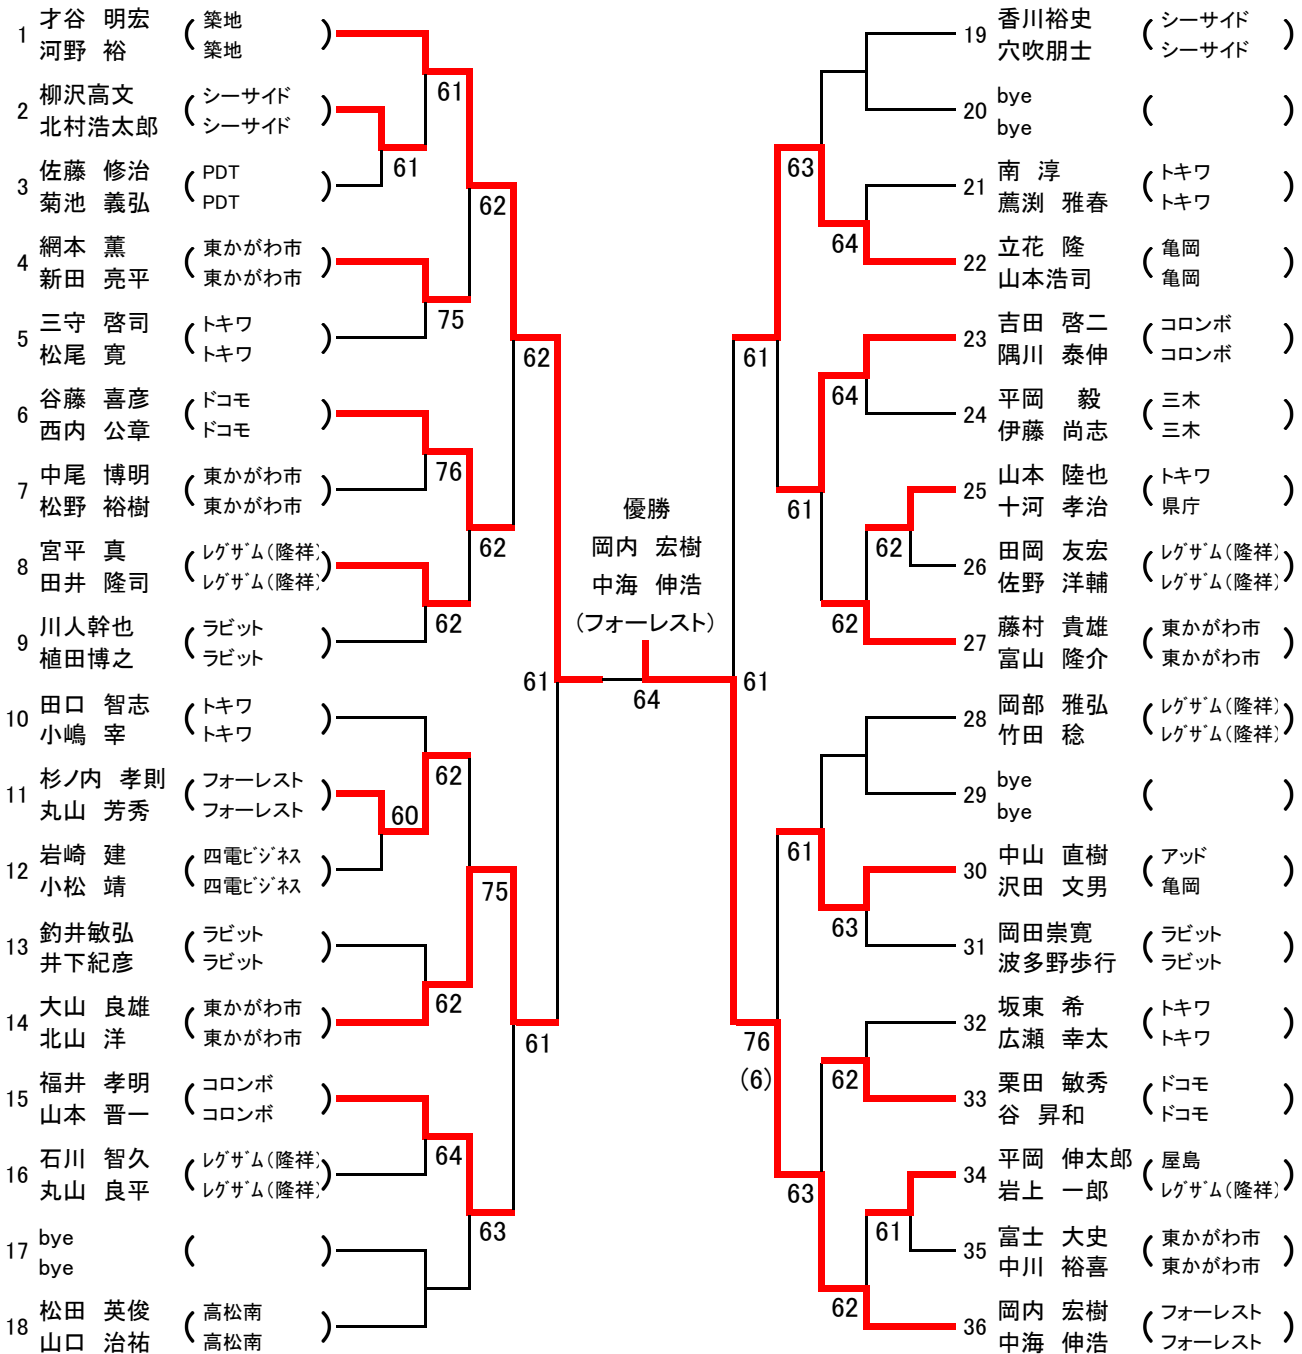 1 才谷 明宏 ( 築地 )
河野 裕 築地
2 柳沢高文 ( シーサイド )
北村浩太郎 シーサイド
3 佐藤 修治 ( PDT )
菊池 義弘 PDT
4 網本 薫 ( 東かがわ市 )
新田 亮平 東かがわ市
5 三守 啓司 ( トキワ )
松尾 寛 トキワ
6 谷藤 喜彦 ( ドコモ )
西内 公章 ドコモ
7 中尾 博明 ( 東かがわ市 )
松野 裕樹 東かがわ市
8 宮平 真 ( レグザム(隆祥) )
田井 隆司 レグザム(隆祥)
9 川人幹也 ( ラビット )
植田博之 ラビット
10 田口 智志 ( トキワ )
小嶋 宰 トキワ
11 杉ノ内 孝則 ( フォーレスト )
丸山 芳秀 フォーレスト
12 岩崎 建 ( 四電ビジネス )
小松 靖 四電ビジネス
13 釣井敏弘 ( ラビット )
井下紀彦 ラビット
14 大山 良雄 ( 東かがわ市 )
北山 洋 東かがわ市
15 福井 孝明 ( コロンボ )
山本 晋一 コロンボ
16 石川 智久 ( レグザム(隆祥) )
丸山 良平 レグザム(隆祥)
17 bye ( )
bye
18 松田 英俊 ( 高松南 )
山口 治祐 高松南
61
61
62
75
62
76
62
62
61
62
60
75
62
61
64
63
優勝
岡内 宏樹
中海 伸浩
(フォーレスト)
64
63
64
61
64
61
62
62
61
61
63
76
(6)
62
63
61
62
19 香川裕史 ( シーサイド )
穴吹朋士 シーサイド
20 bye ( )
bye
21 南 淳 ( トキワ )
薦渕 雅春 トキワ
22 立花 隆 ( 亀岡 )
山本浩司 亀岡
23 吉田 啓二 ( コロンボ )
隅川 泰伸 コロンボ
24 平岡 毅 ( 三木 )
伊藤 尚志 三木
25 山本 陸也 ( トキワ )
十河 孝治 県庁
26 田岡 友宏 ( レグザム(隆祥) )
佐野 洋輔 レグザム(隆祥)
27 藤村 貴雄 ( 東かがわ市 )
富山 隆介 東かがわ市
28 岡部 雅弘 ( レグザム(隆祥) )
竹田 稔 レグザム(隆祥)
29 bye ( )
bye
30 中山 直樹 ( アッド )
沢田 文男 亀岡
31 岡田崇寛 ( ラビット )
波多野歩行 ラビット
32 坂東 希 ( トキワ )
広瀬 幸太 トキワ
33 栗田 敏秀 ( ドコモ )
谷 昇和 ドコモ
34 平岡 伸太郎 ( 屋島 )
岩上 一郎 レグザム(隆祥)
35 富士 大史 ( 東かがわ市 )
中川 裕喜 東かがわ市
36 岡内 宏樹 ( フォーレスト )
中海 伸浩 フォーレスト